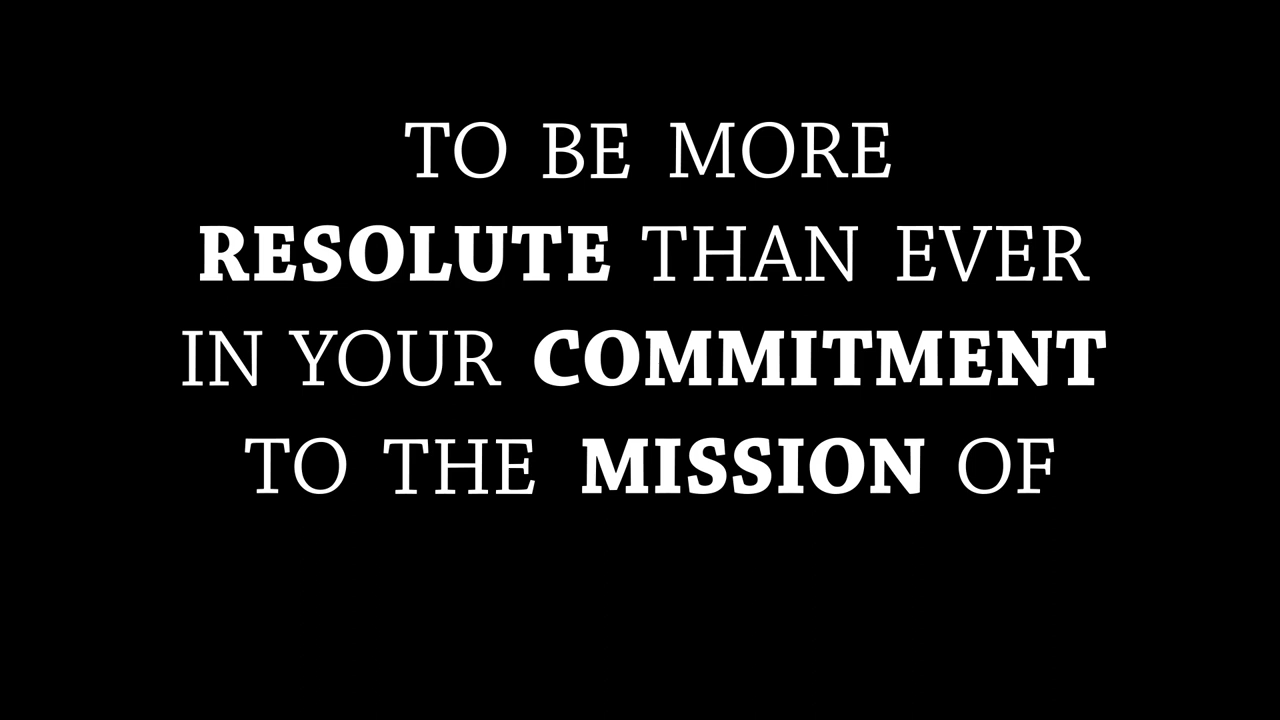 TO BE MORE
RESOLUTE THAN EVER
IN YOUR COMMITMENT
TO THE MISSION OF